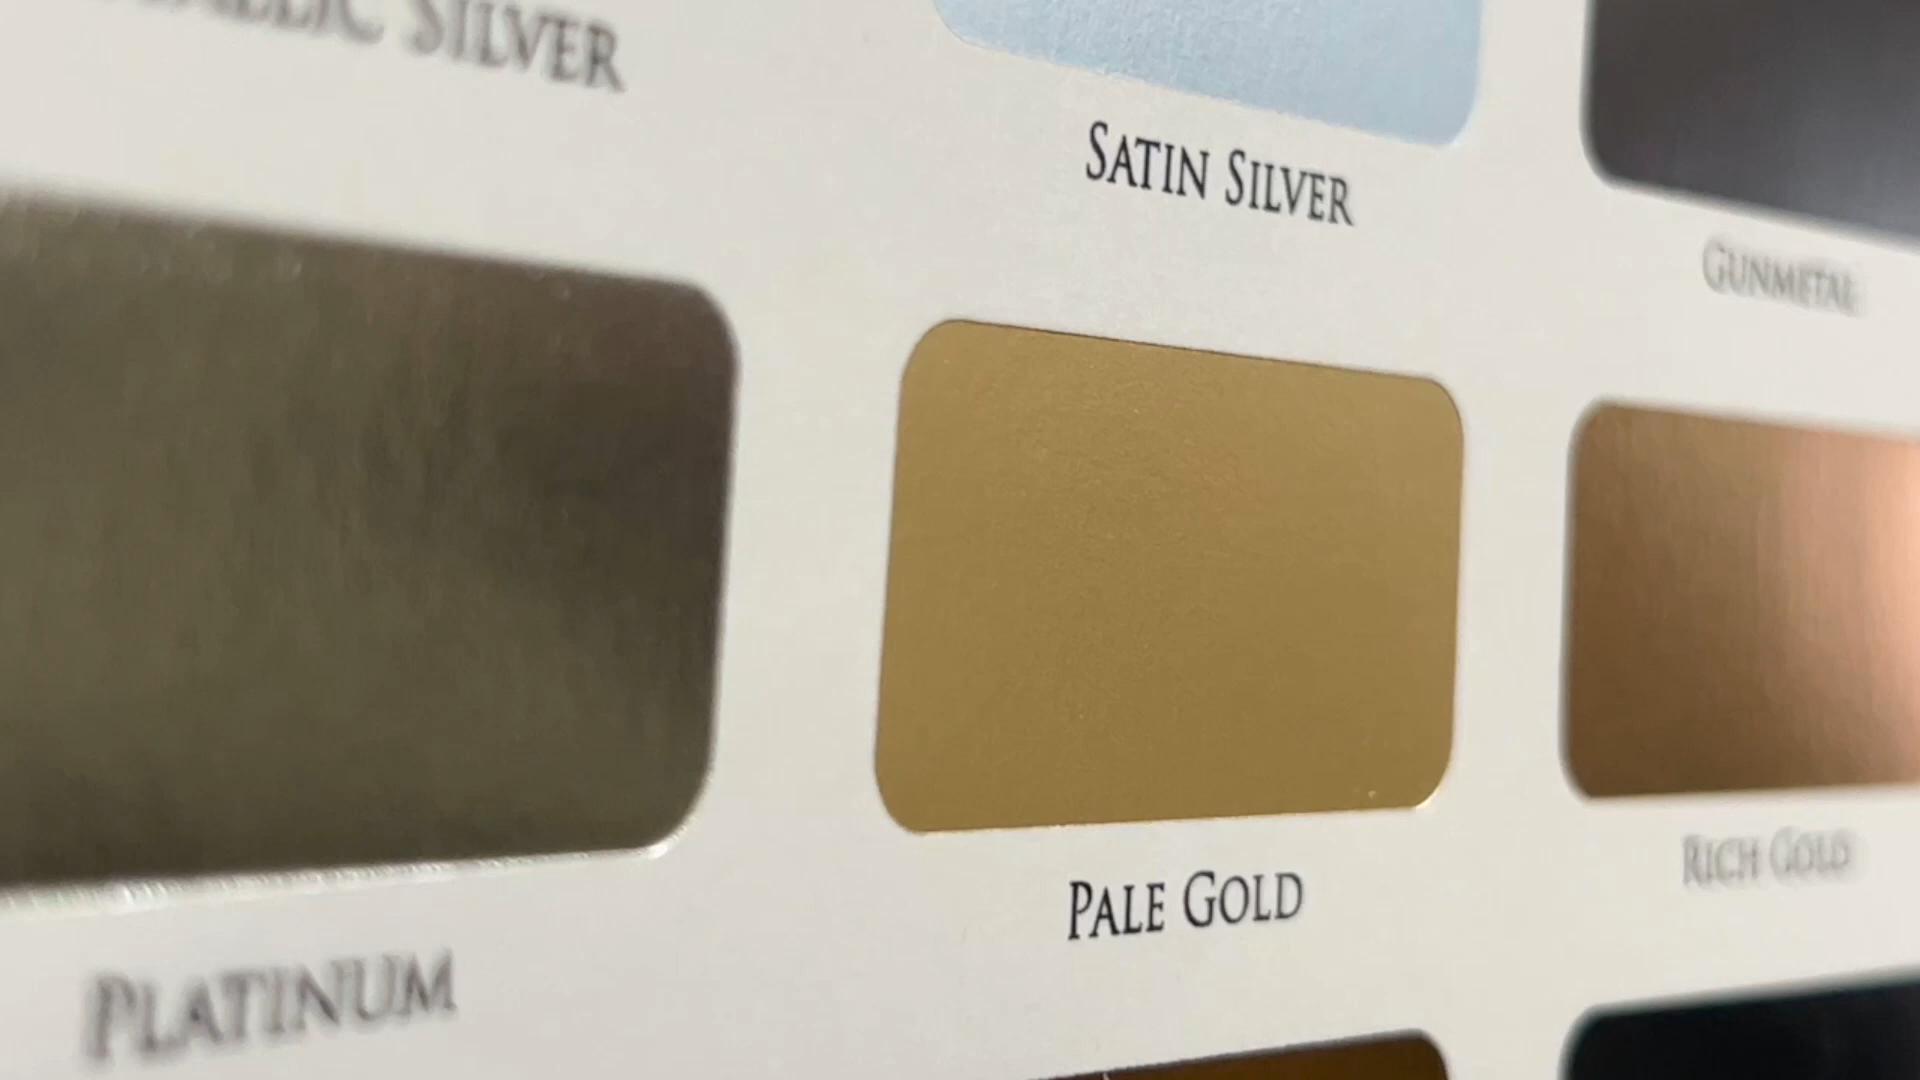 SILVER
SATIN SILVER
GUNMETAL
PALE GOLD
RICH GOLD
PLATINUM